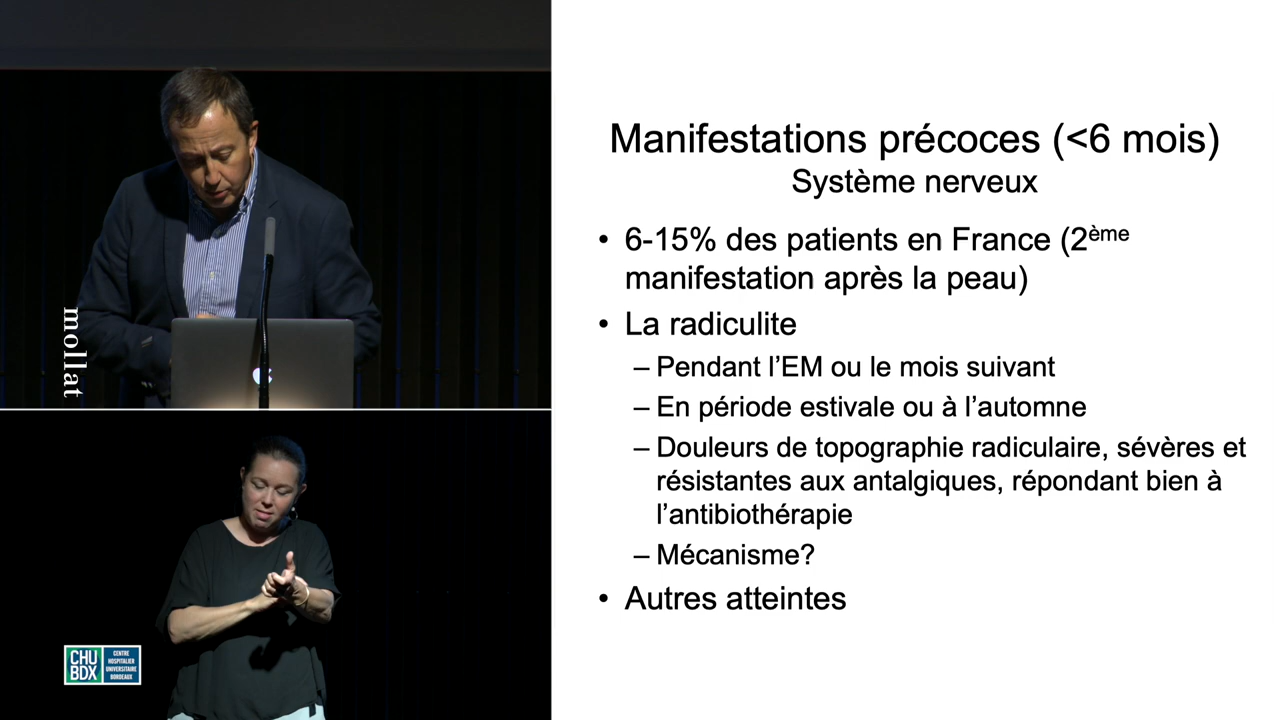 mollat
CHU
BDX
CENTRE
HOSPITALIER
UNIVERSITAIRE
BORDEAUX
Manifestations précoces (<6 mois)
Système nerveux
• 6-15% des patients en France (2ème
manifestation après la peau)
• La radiculite
– Pendant l’EM ou le mois suivant
– En période estivale ou à l’automne
– Douleurs de topographie radiculaire, sévères et
résistantes aux antalgiques, répondant bien à
l’antibiothérapie
– Mécanisme?
• Autres atteintes